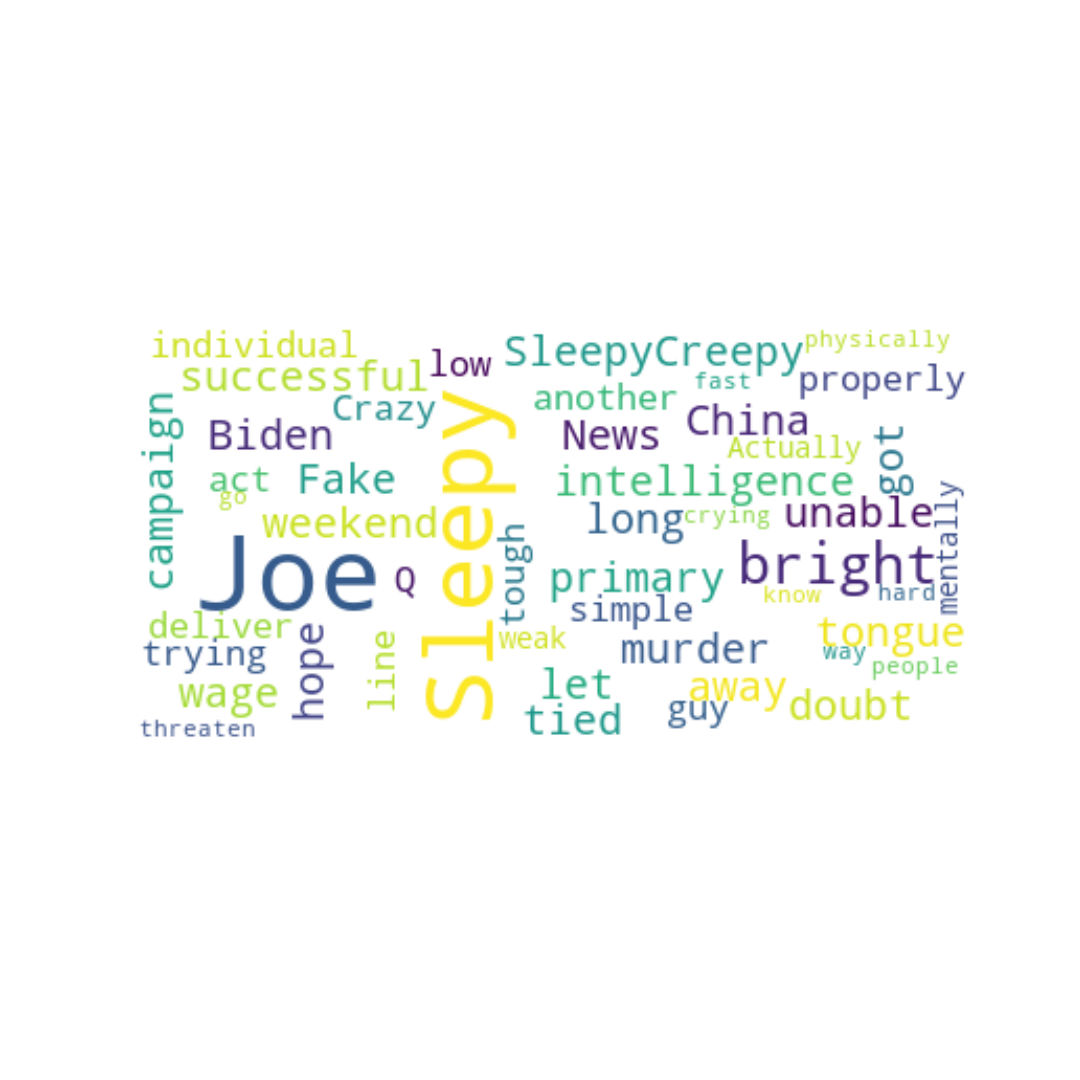 individual
successful
low
SleepyCreepy
physically
fast
properly
Crazy
another
campaign
Biden
News
China
Actually
got
act
go
Fake
intelligence
weekend
Sleepy
long
crying
unable
mentally
Joe
Q
tough
primary
bright
know
hard
simple
deliver
trying
hope
line
weak
murder
tongue
way
people
wage
let
away
guy
doubt
tied
threaten